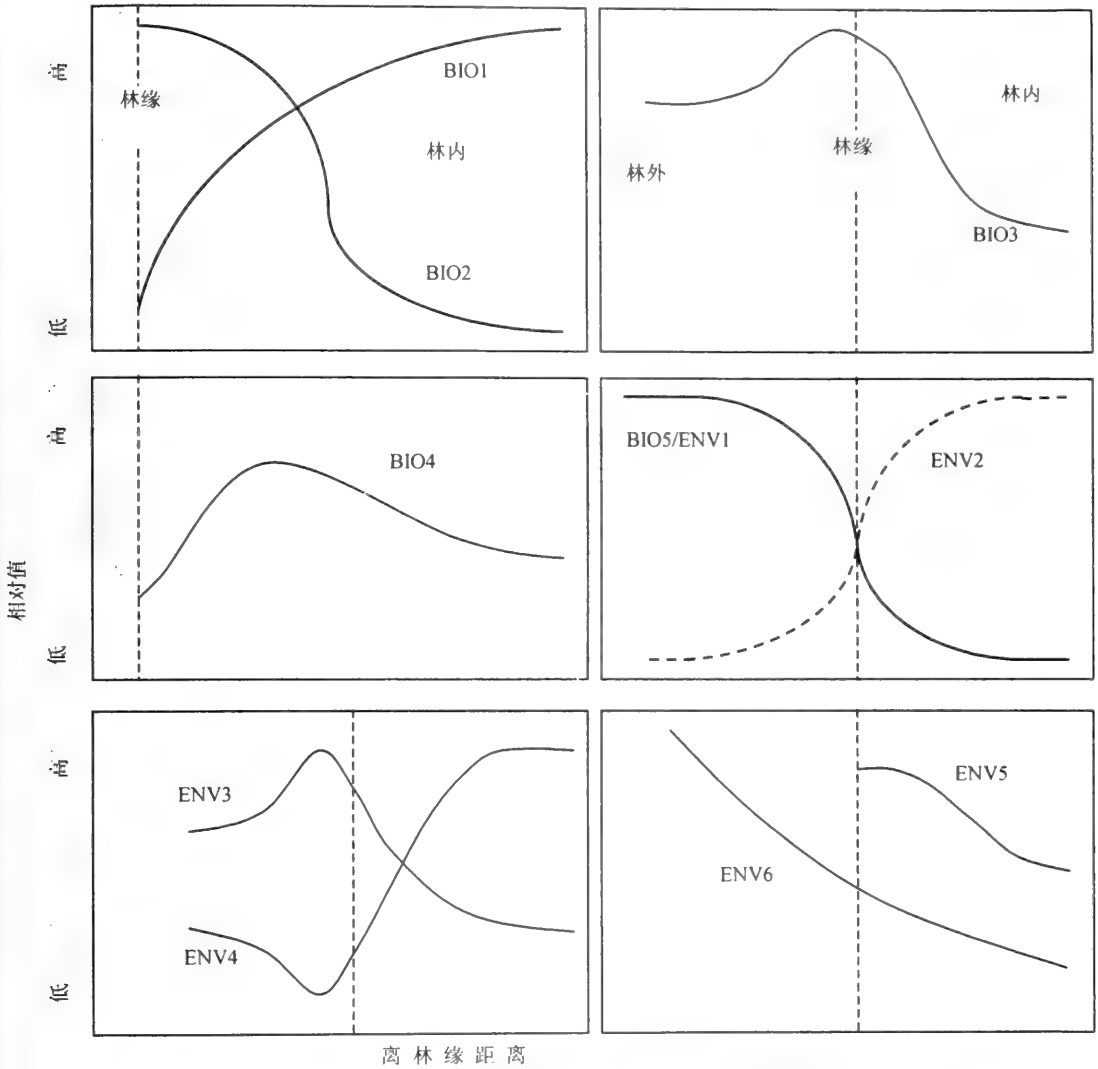 高
林缘
BIO1
林内
BIO2
低
林内
林缘
林外
BIO3
相对值
高
BIO4
低
BIO5/ENV1
ENV2
高
ENV3
ENV4
低
ENV5
ENV6
离林缘距离